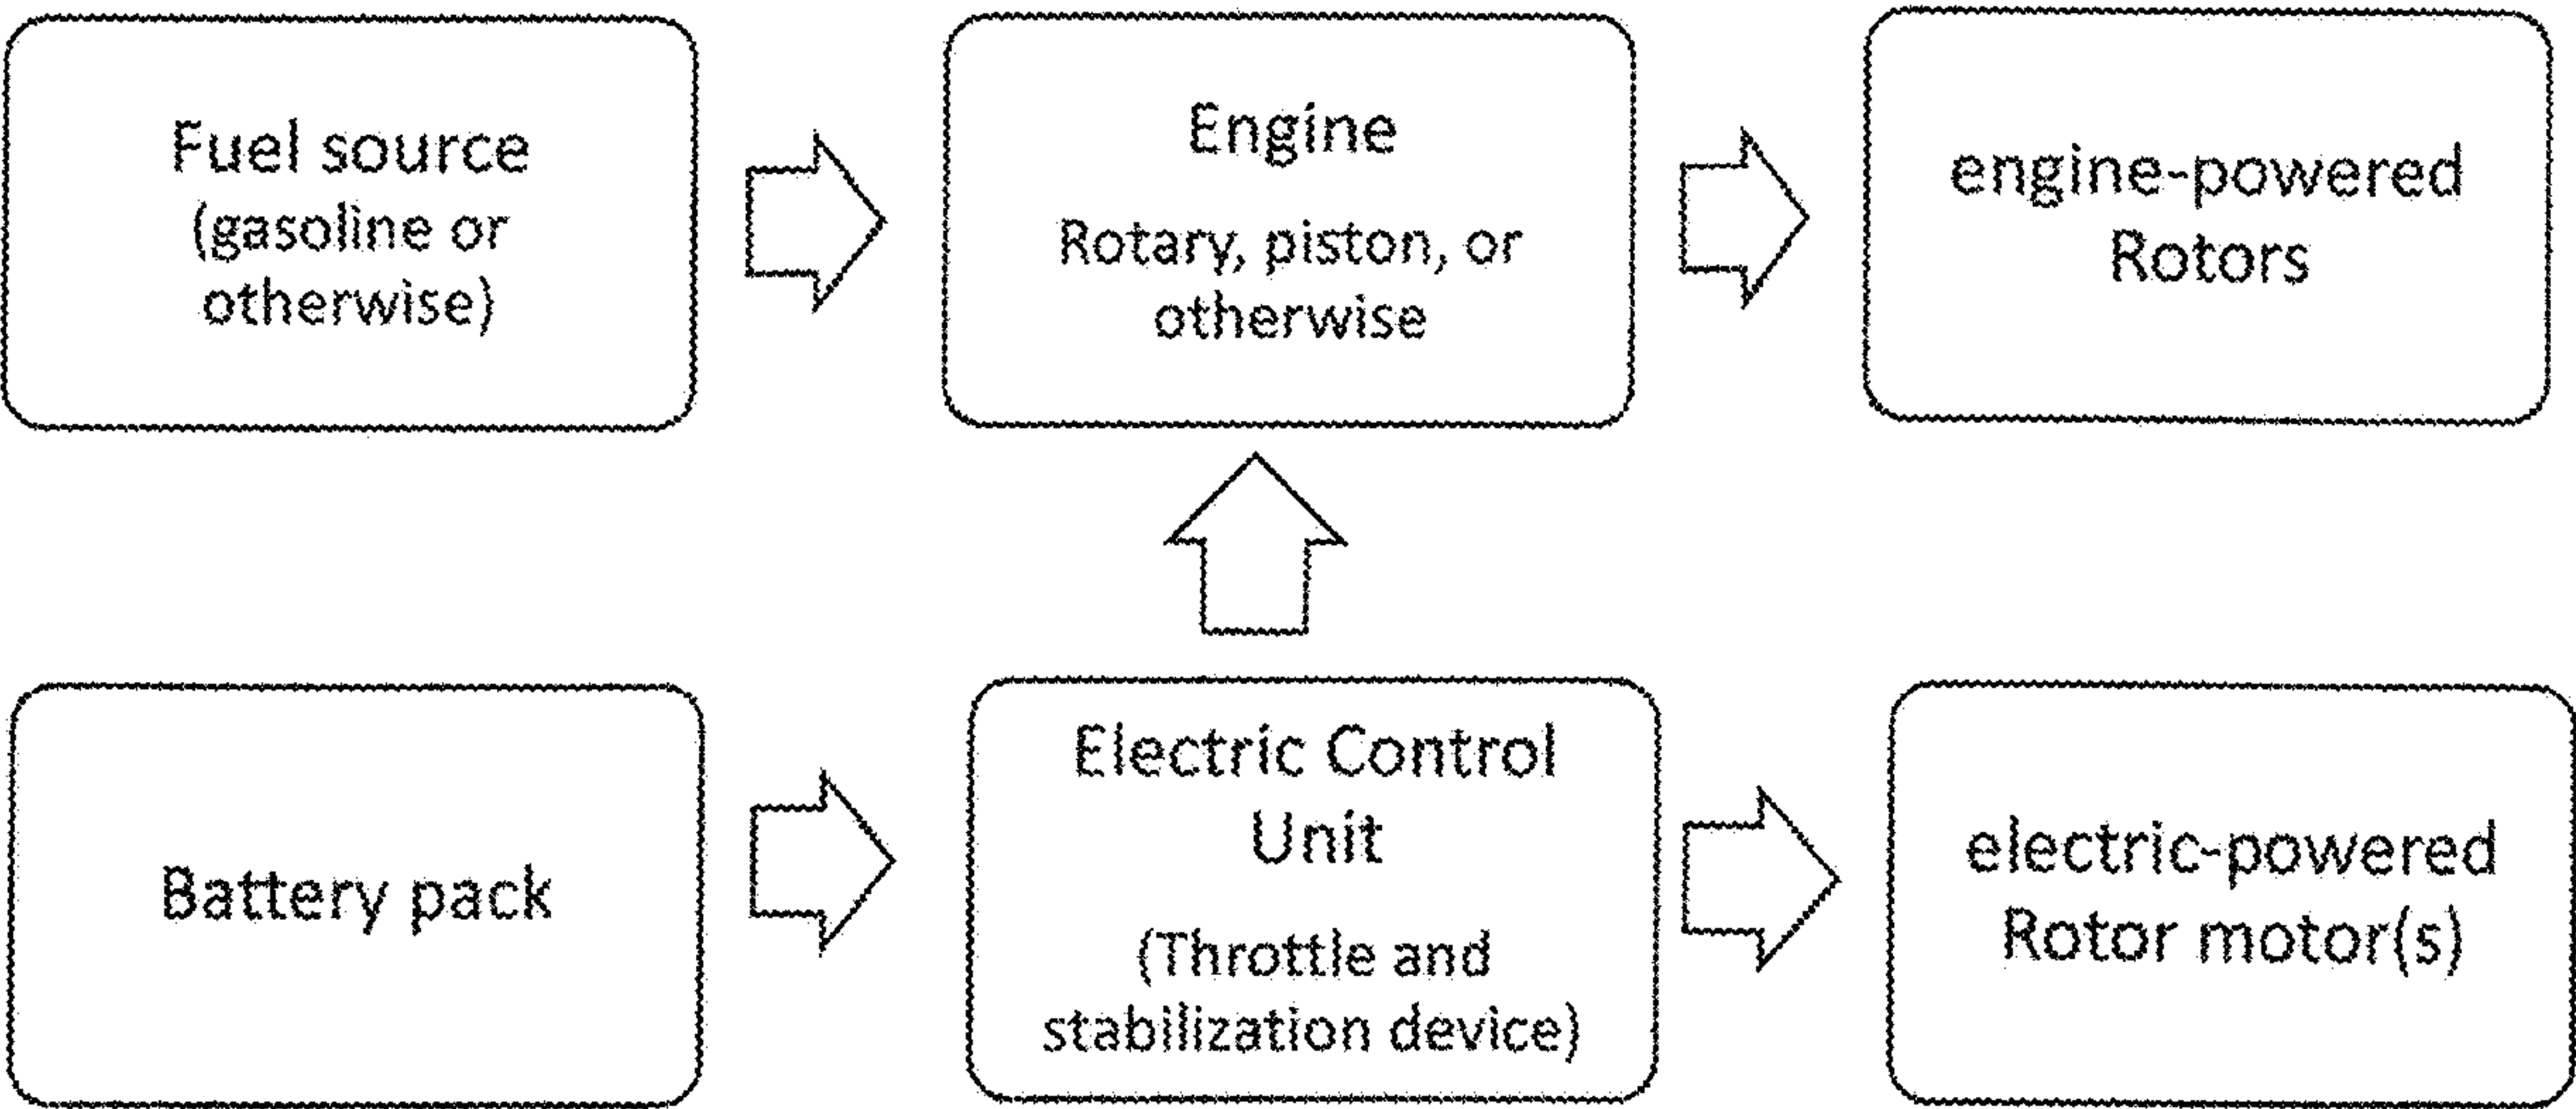 Fuel source
(gasoline or
otherwise)
Engine
Rotary, piston, or
otherwise
engine-powered
Rotors
Battery pack
Electric Control
Unit
(Throttle and
stabilization device)
electric-powered
Rotor motor(s)